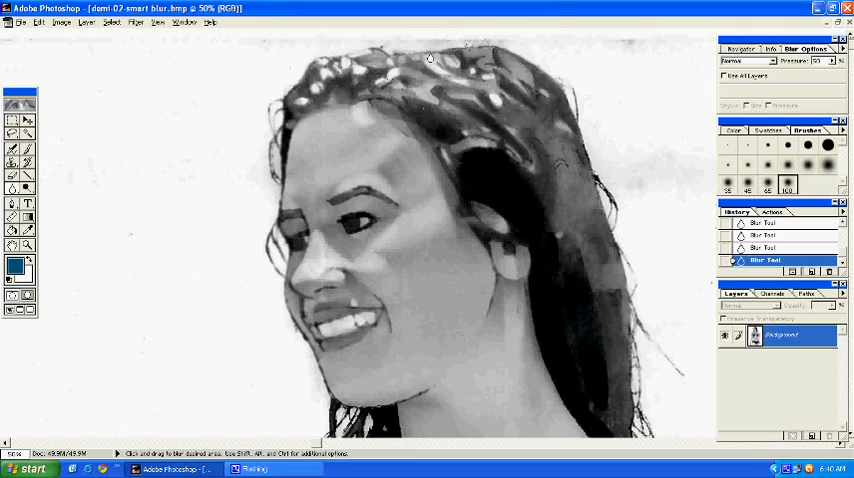 Adobe Photoshop - [demi-02-smart blur.bmp @ 50% (RGB)]
File Edit Image Layer Select Filter View Window Help
Navigator Info Blur Options
Normal Pressure: 50 %
Use All Layers
Stylus: Size Pressure
Color Swatches Brushes
35 45 65 100
History Actions
Blur Tool
Blur Tool
Blur Tool
Blur Tool
Layers Channels Paths
Normal Opacity: %
Preserve Transparency
Background
50% Doc: 49.9M/49.9M Click and drag to blur desired area. Use Shift, Alt, and Ctrl for additional options.
start Adobe Photoshop - [d... Flashing 6:40 AM